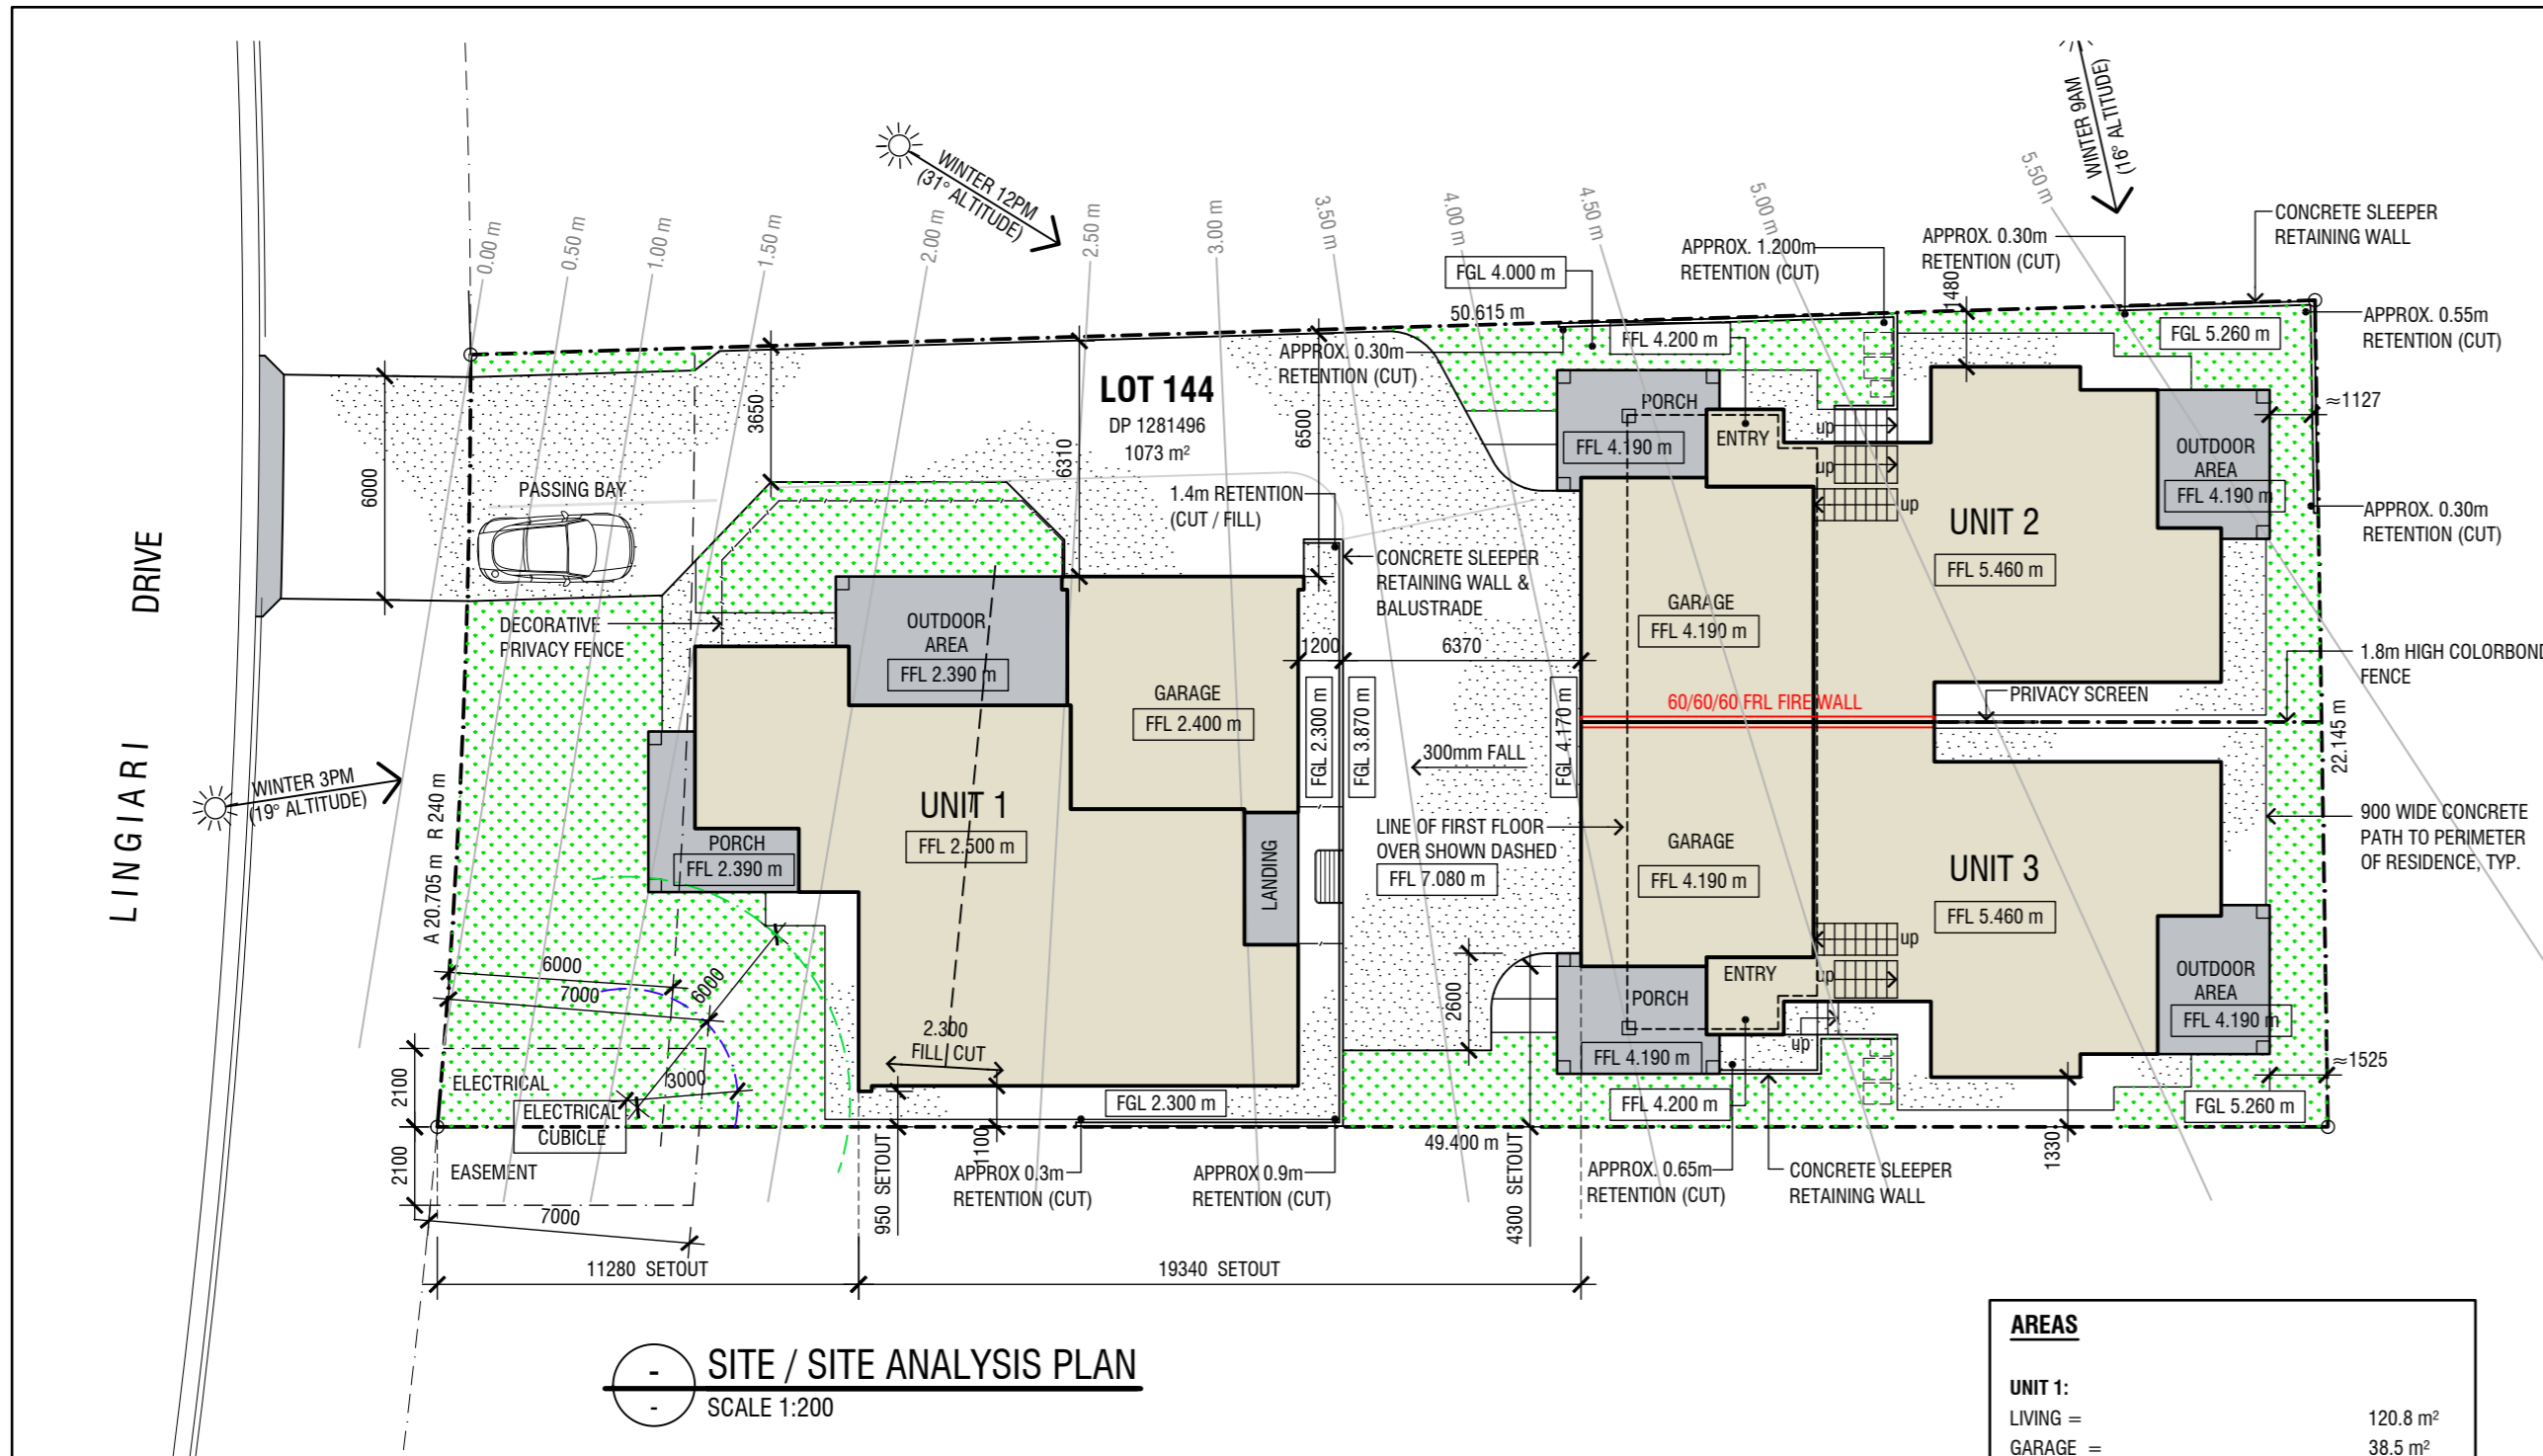 WINTER 9AM
(16° ALTITUDE)
WINTER 12PM
(31° ALTITUDE)
0.00 m
0.50 m
1.00 m
1.50 m
2.00 m
2.50 m
3.00 m
3.50 m
4.00 m
4.50 m
5.00 m
5.50 m
CONCRETE SLEEPER
RETAINING WALL
APPROX. 1.200m
RETENTION (CUT)
APPROX. 0.30m
RETENTION (CUT)
FGL 4.000 m
50.615 m
1480
FGL 5.260 m
APPROX. 0.55m
RETENTION (CUT)
FFL 4.200 m
APPROX. 0.30m
RETENTION (CUT)
LOT 144
DP 1281496
1073 m²
3650
6310
6500
6000
PORCH
FFL 4.190 m
ENTRY
up
up
up
OUTDOOR
AREA
FFL 4.190 m
≈1127
PASSING BAY
1.4m RETENTION
(CUT / FILL)
UNIT 2
FFL 5.460 m
APPROX. 0.30m
RETENTION (CUT)
CONCRETE SLEEPER
RETAINING WALL &
BALUSTRADE
LINGIARI DRIVE
DECORATIVE
PRIVACY FENCE
OUTDOOR
AREA
FFL 2.390 m
GARAGE
FFL 4.190 m
1200
6370
1.8m HIGH COLORBOND
FENCE
GARAGE
FFL 2.400 m
FGL 2.300 m
FGL 3.870 m
FGL 4.170 m
60/60/60 FRL FIRE WALL
PRIVACY SCREEN
22.145 m
300mm FALL
WINTER 3PM
(19° ALTITUDE)
A 20.705 m R 240 m
UNIT 1
FFL 2.500 m
PORCH
FFL 2.390 m
LANDING
LINE OF FIRST FLOOR
OVER SHOWN DASHED
FFL 7.080 m
GARAGE
FFL 4.190 m
UNIT 3
FFL 5.460 m
900 WIDE CONCRETE
PATH TO PERIMETER
OF RESIDENCE, TYP.
up
up
up
PORCH
FFL 4.190 m
ENTRY
OUTDOOR
AREA
FFL 4.190 m
≈1525
6000
7000
6000
2600
2.300
FILL CUT
3000
2100
2100
ELECTRICAL
ELECTRICAL
CUBICLE
EASEMENT
7000
FGL 2.300 m
FFL 4.200 m
FGL 5.260 m
1100
950 SETOUT
4300 SETOUT
49.400 m
1330
APPROX 0.3m
RETENTION (CUT)
APPROX 0.9m
RETENTION (CUT)
APPROX. 0.65m
RETENTION (CUT)
CONCRETE SLEEPER
RETAINING WALL
11280 SETOUT
19340 SETOUT
-
-
SITE / SITE ANALYSIS PLAN
SCALE 1:200
AREAS
UNIT 1:
LIVING = 120.8 m²
GARAGE = 38.5 m²